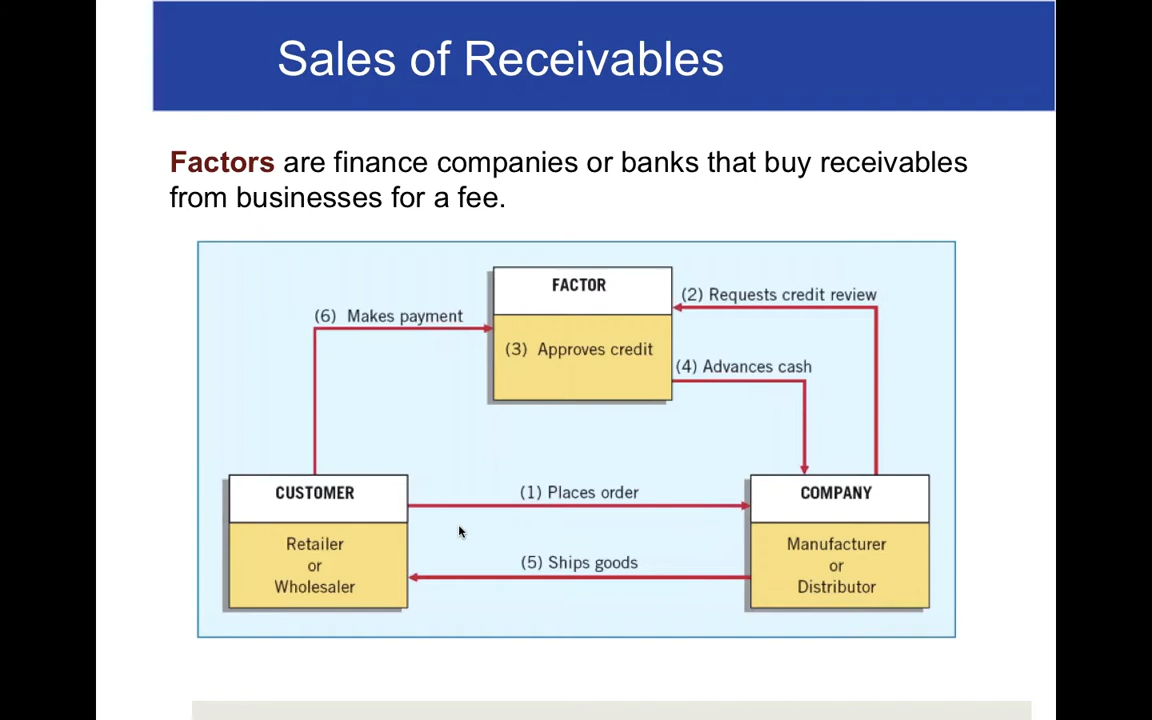 Sales of Receivables
Factors are finance companies or banks that buy receivables
from businesses for a fee.
FACTOR
(2) Requests credit review
(6) Makes payment
(3) Approves credit
(4) Advances cash
CUSTOMER
(1) Places order
COMPANY
Retailer
or
Wholesaler
(5) Ships goods
Manufacturer
or
Distributor